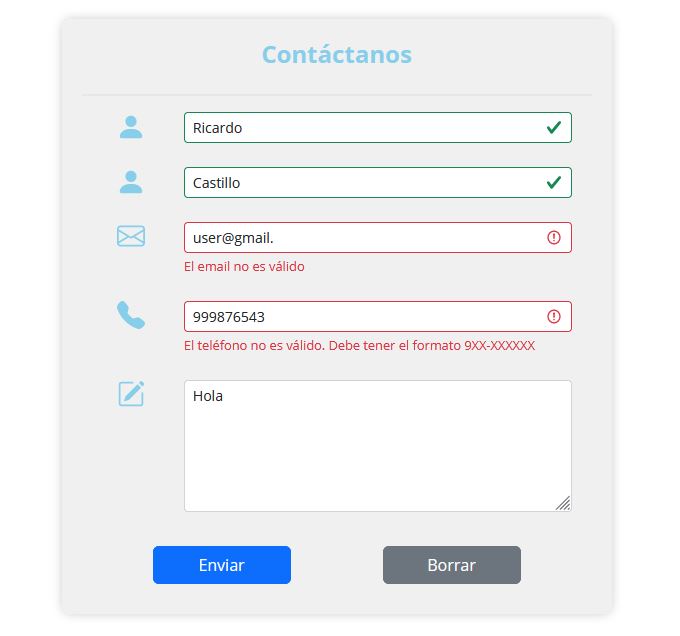 Contáctanos
Ricardo
Castillo
user@gmail.
El email no es válido
999876543
El teléfono no es válido. Debe tener el formato 9XX-XXXXXX
Hola
Enviar
Borrar